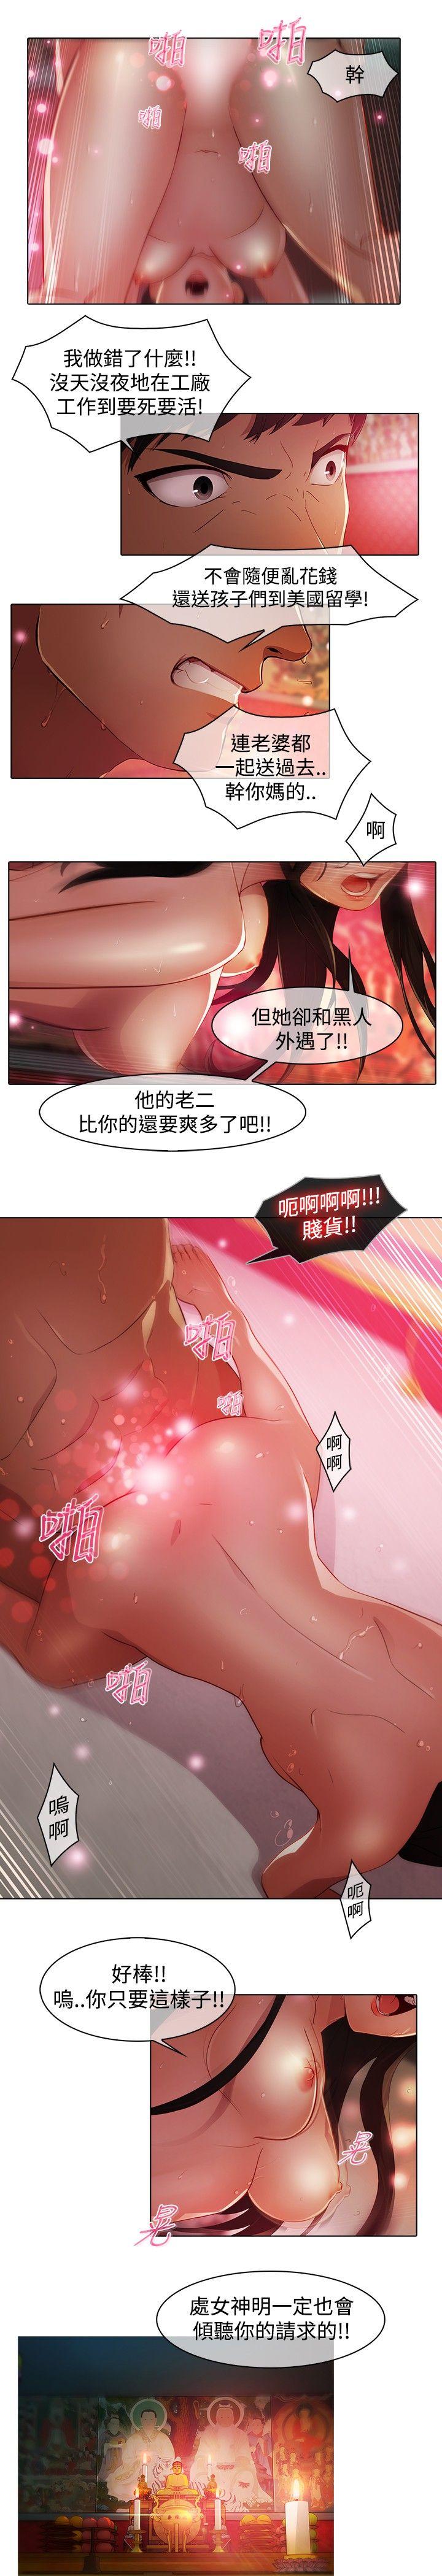 啪
啪
啪
啪
幹
我做錯了什麼!!
沒天沒夜地在工廠
工作到要死要活!
不會隨便亂花錢
還送孩子們到美國留學!
連老婆都
一起送過去..
幹你媽的..
啊
但她卻和黑人
外遇了!!
他的老二
比你的還要爽多了吧!!
呃啊啊啊!!!
賤貨!!
啪
啪
啊
啊
啪
啪
嗚
啊
呃
啊
好棒!!
嗚..你只要這樣子!!
晃
晃
處女神明一定也會
傾聽你的請求的!!